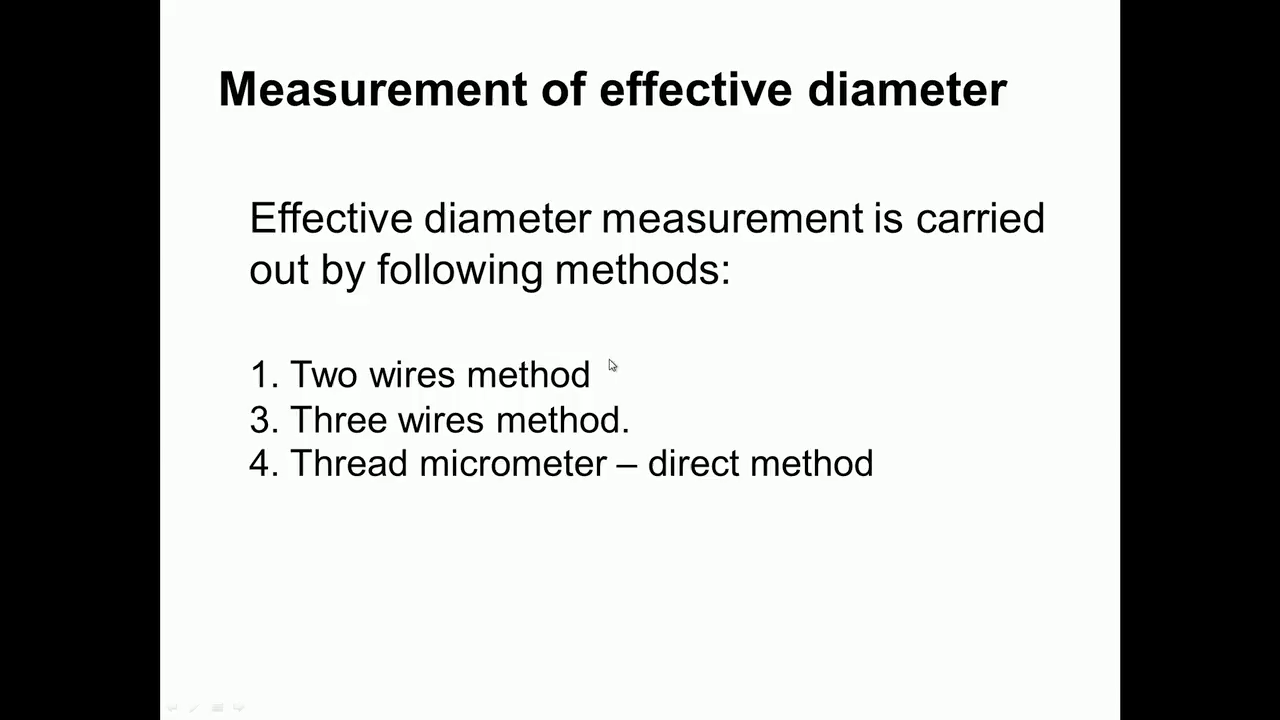 Measurement of effective diameter
Effective diameter measurement is carried
out by following methods:
1. Two wires method
3. Three wires method.
4. Thread micrometer – direct method